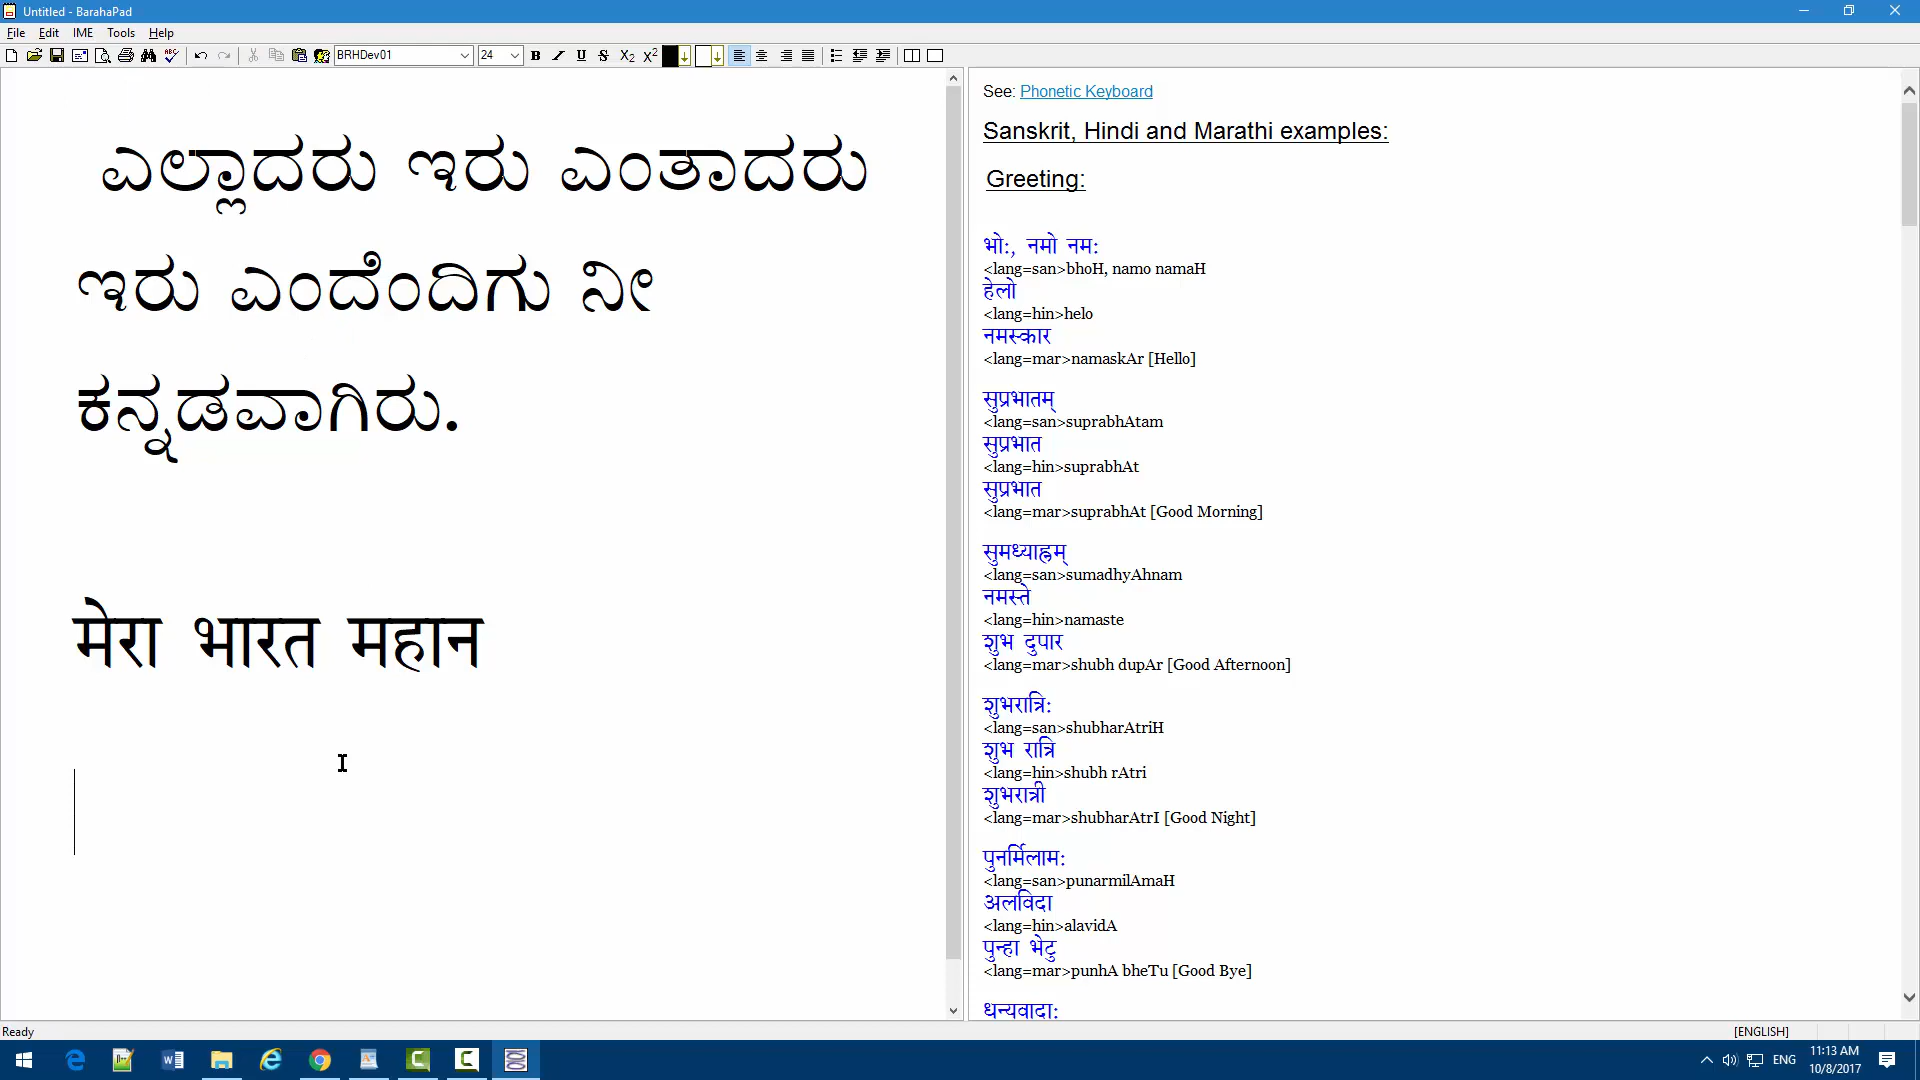 Untitled - BarahaPad
File Edit IME Tools Help
BRHDev01 24
ಎಲ್ಲಾದರು ಇರು ಎಂತಾದರು
ಇರು ಎಂದೆಂದಿಗು ನೀ
ಕನ್ನಡವಾಗಿರು.
मेरा भारत महान
See: Phonetic Keyboard
Sanskrit, Hindi and Marathi examples:
Greeting:
भोः, नमो नमः
<lang=san>bhoH, namo namaH
हेलो
<lang=hin>helo
नमस्कार
<lang=mar>namaskAr [Hello]
सुप्रभातम्
<lang=san>suprabhAtam
सुप्रभात
<lang=hin>suprabhAt
सुप्रभात
<lang=mar>suprabhAt [Good Morning]
सुमध्याह्नम्
<lang=san>sumadhyAhnam
नमस्ते
<lang=hin>namaste
शुभ दुपार
<lang=mar>shubh dupAr [Good Afternoon]
शुभरात्रिः
<lang=san>shubharAtriH
शुभ रात्रि
<lang=hin>shubh rAtri
शुभरात्री
<lang=mar>shubharAtrI [Good Night]
पुनर्मिलामः
<lang=san>punarmilAmaH
अलविदा
<lang=hin>alavidA
पुन्हा भेटु
<lang=mar>punhA bheTu [Good Bye]
धन्यवादाः
Ready
[ENGLISH]
ENG
11:13 AM
10/8/2017